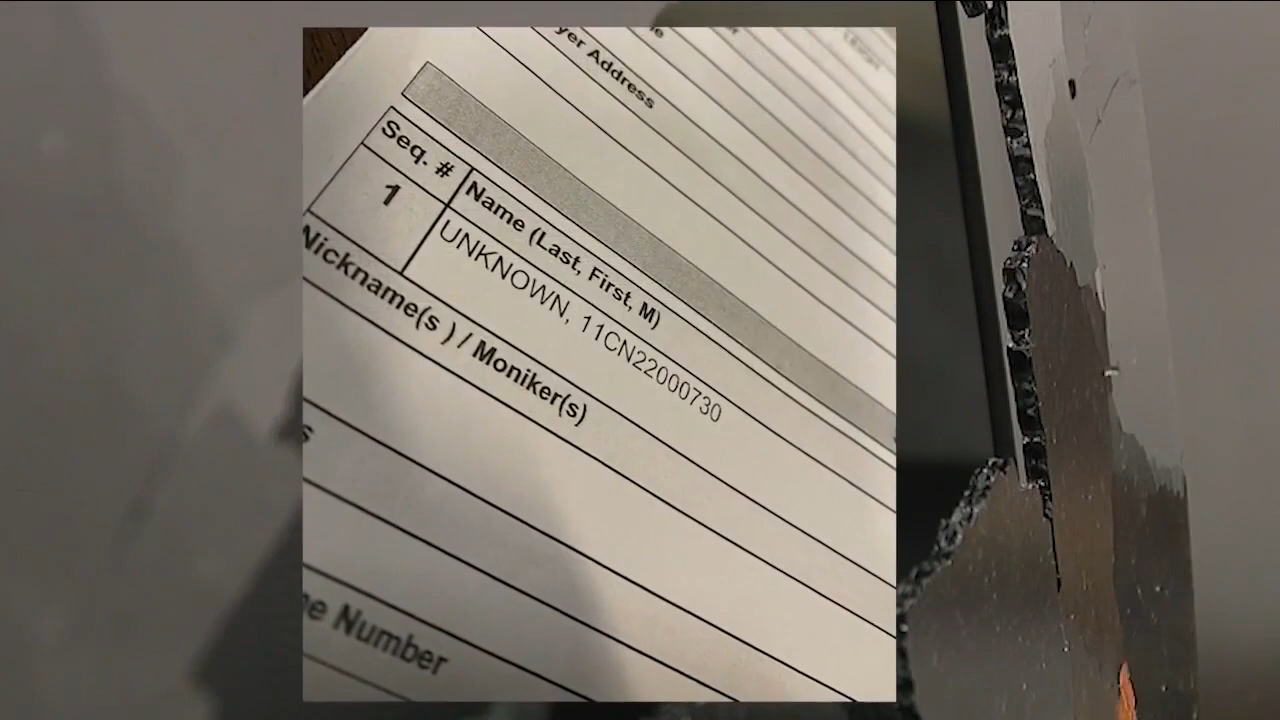 yer Address
Seq. #
Name (Last, First, M)
1
UNKNOWN, 11CN22000730
Nickname(s ) / Moniker(s)
s
e Number